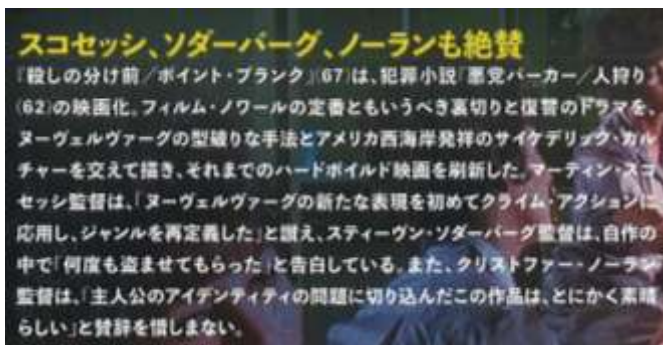 スコセッシ、ソダーバーグ、ノーランも絶賛
『殺しの分け前／ポイント・ブランク』(67)は、犯罪小説『悪党パーカー／人狩り』
(62)の映画化。フィルム・ノワールの定番ともいうべき裏切りと復讐のドラマを、
ヌーヴェルヴァーグの型破りな手法とアメリカ西海岸発祥のサイケデリック・カル
チャーを交えて描き、それまでのハードボイルド映画を刷新した。マーティン・スコ
セッシ監督は、「ヌーヴェルヴァーグの新たな表現を初めてクライム・アクションに
応用し、ジャンルを再定義した」と讃え、スティーヴン・ソダーバーグ監督は、自作の
中で「何度も盗ませてもらった」と告白している。また、クリストファー・ノーラン
監督は、「主人公のアイデンティティの問題に切り込んだこの作品は、とにかく素晴
らしい」と賛辞を惜しまない。